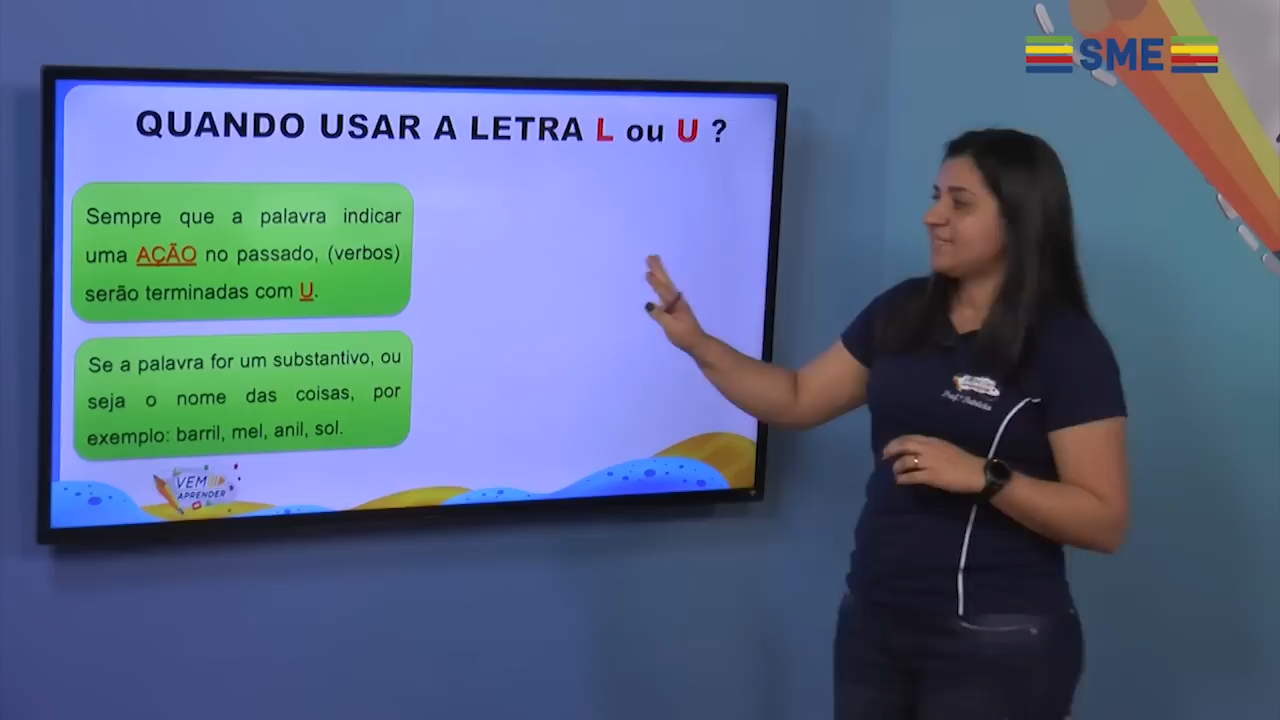 SME
QUANDO USAR A LETRA L ou U ?
Sempre que a palavra indicar
uma AÇÃO no passado, (verbos)
serão terminadas com U.
Se a palavra for um substantivo, ou
seja o nome das coisas, por
exemplo: barril, mel, anil, sol.
VEM
APRENDER